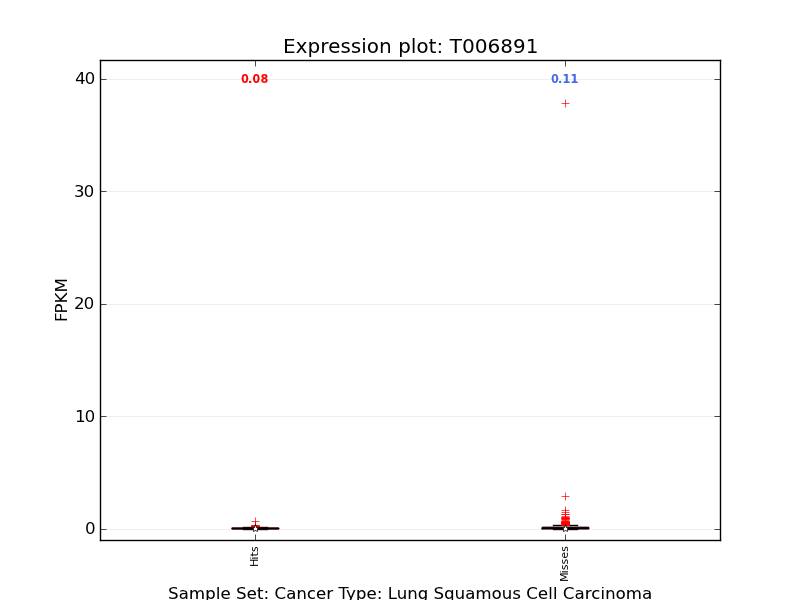 Expression plot: T006891
40
0.08
0.11
30
FPKM
20
10
0
Hits
Misses
Sample Set: Cancer Type: Lung Squamous Cell Carcinoma